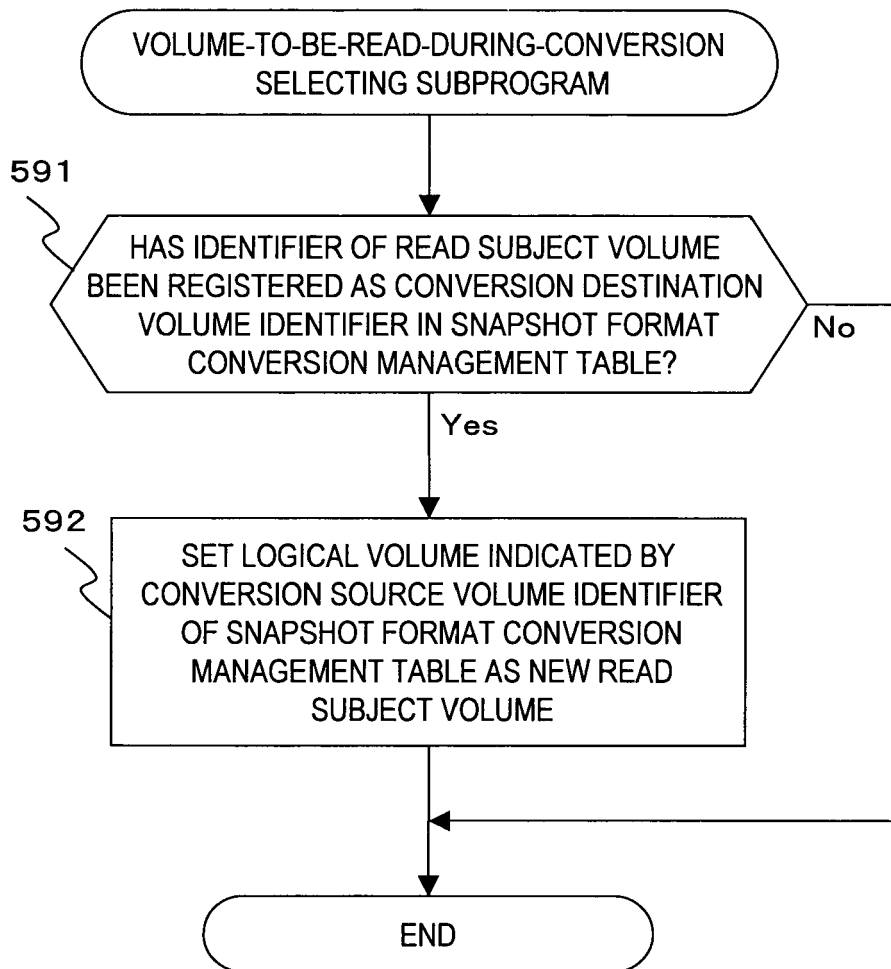 VOLUME-TO-BE-READ-DURING-CONVERSION
SELECTING SUBPROGRAM
591
HAS IDENTIFIER OF READ SUBJECT VOLUME
BEEN REGISTERED AS CONVERSION DESTINATION
VOLUME IDENTIFIER IN SNAPSHOT FORMAT
CONVERSION MANAGEMENT TABLE?
No
Yes
592
SET LOGICAL VOLUME INDICATED BY
CONVERSION SOURCE VOLUME IDENTIFIER
OF SNAPSHOT FORMAT CONVERSION
MANAGEMENT TABLE AS NEW READ
SUBJECT VOLUME
END